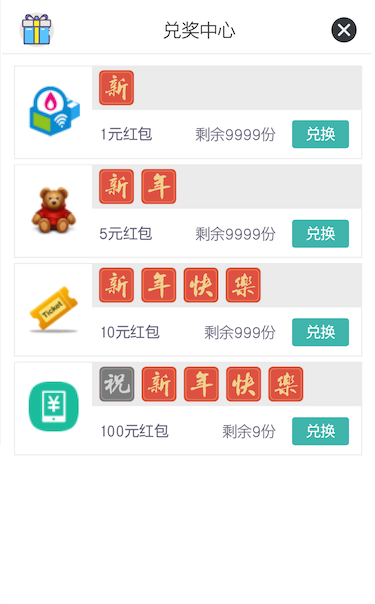 兑奖中心
新
1元红包 剩余9999份 兑换
新 年
Ticket
5元红包 剩余9999份 兑换
新 年 快 樂
10元红包 剩余999份 兑换
祝 新 年 快 樂
¥
100元红包 剩余9份 兑换